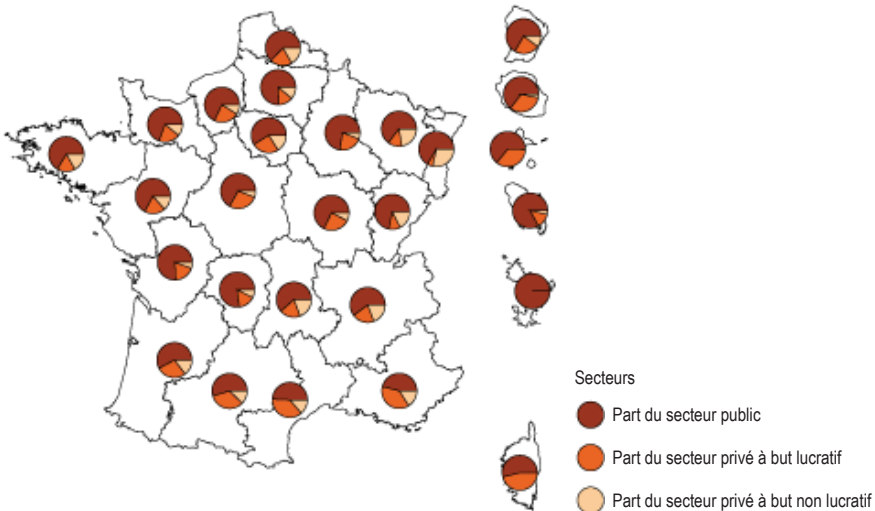 Secteurs
Part du secteur public
Part du secteur privé à but lucratif
Part du secteur privé à but non lucratif